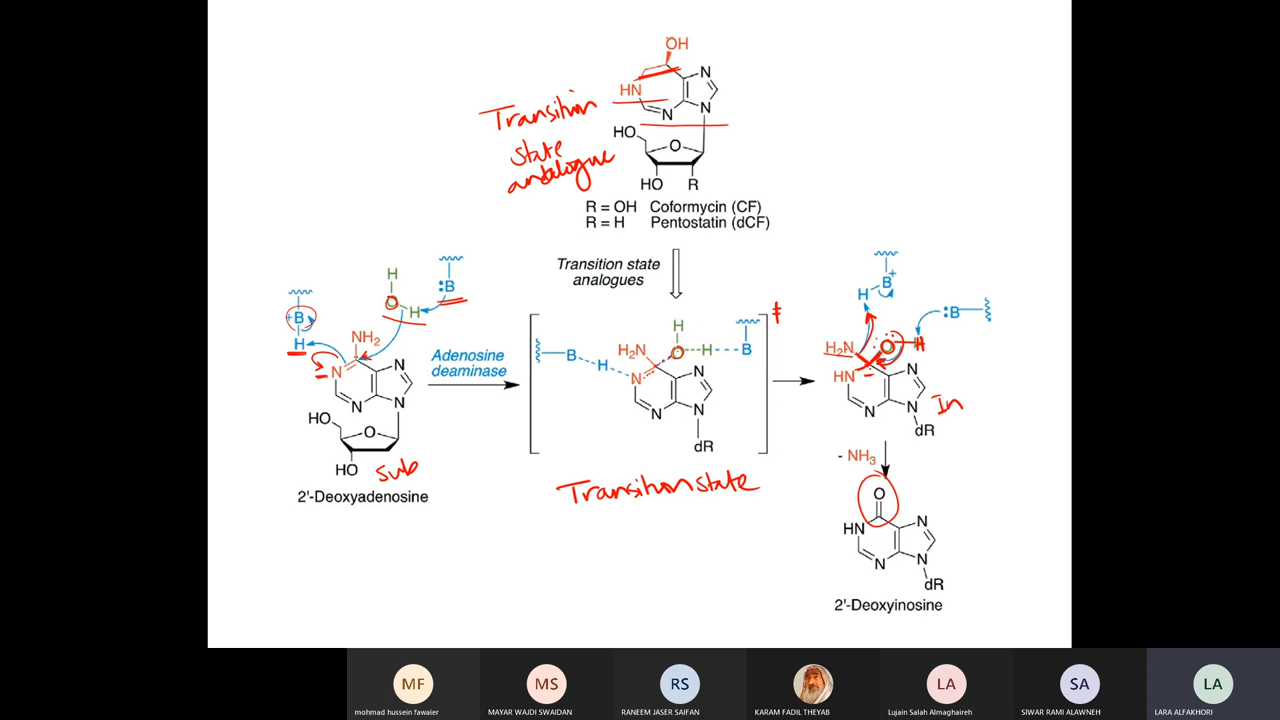 OH
HN
N
N
N
Transition
state
analogue
HO
O
HO
R
R = OH Coformycin (CF)
R = H Pentostatin (dCF)
Transition state
analogues
H
O
H
:B
+B
H
NH2
N
N
N
N
HO
O
HO
Sub
2'-Deoxyadenosine
Adenosine
deaminase
B
H
H2N
H
O
H
B
‡
N
N
N
N
dR
Transition state
B+
H
:B
H2N
O
H
HN
N
N
N
dR
In
- NH3
O
HN
N
N
N
dR
2'-Deoxyinosine
MF
mohmad hussein fawaier
MS
MAYAR WAJDI SWAIDAN
RS
RANEEM JASER SAIFAN
KARAM FADIL THEYAB
LA
Lujain Salah Almaghaireh
SA
SIWAR RAMI ALAWNEH
LA
LARA ALFAKHORI